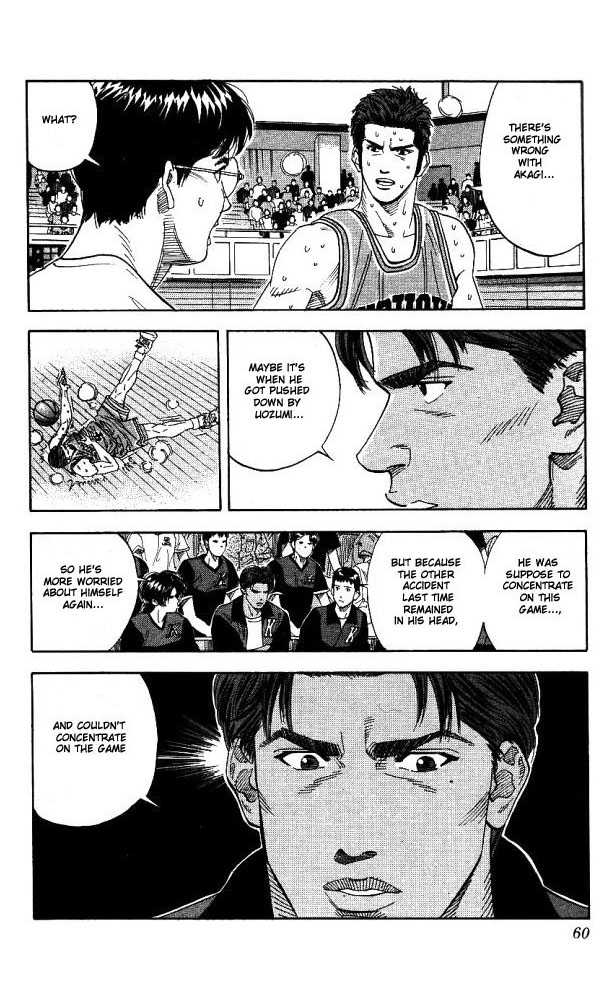 THERE'S
SOMETHING
WRONG
WITH
AKAGI...
WHAT?
MAYBE IT'S
WHEN HE
GOT PUSHED
DOWN BY
UOZUMI...
HE WAS
SUPPOSE TO
CONCENTRATE
ON THIS
GAME...,
BUT BECAUSE
THE OTHER
ACCIDENT
LAST TIME
REMAINED
IN HIS HEAD,
SO HE'S
MORE WORRIED
ABOUT HIMSELF
AGAIN...
K
K
AND COULDN'T
CONCENTRATE
ON THE GAME
60